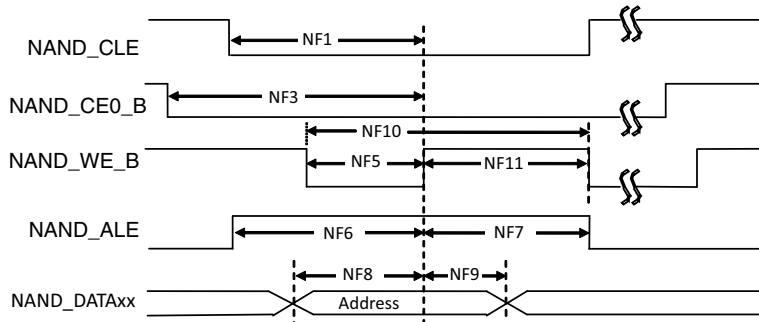 NAND_CLE
NF1
NAND_CE0_B
NF3
NF10
NAND_WE_B
NF5
NF11
NAND_ALE
NF6
NF7
NF8
NF9
NAND_DATAxx
Address